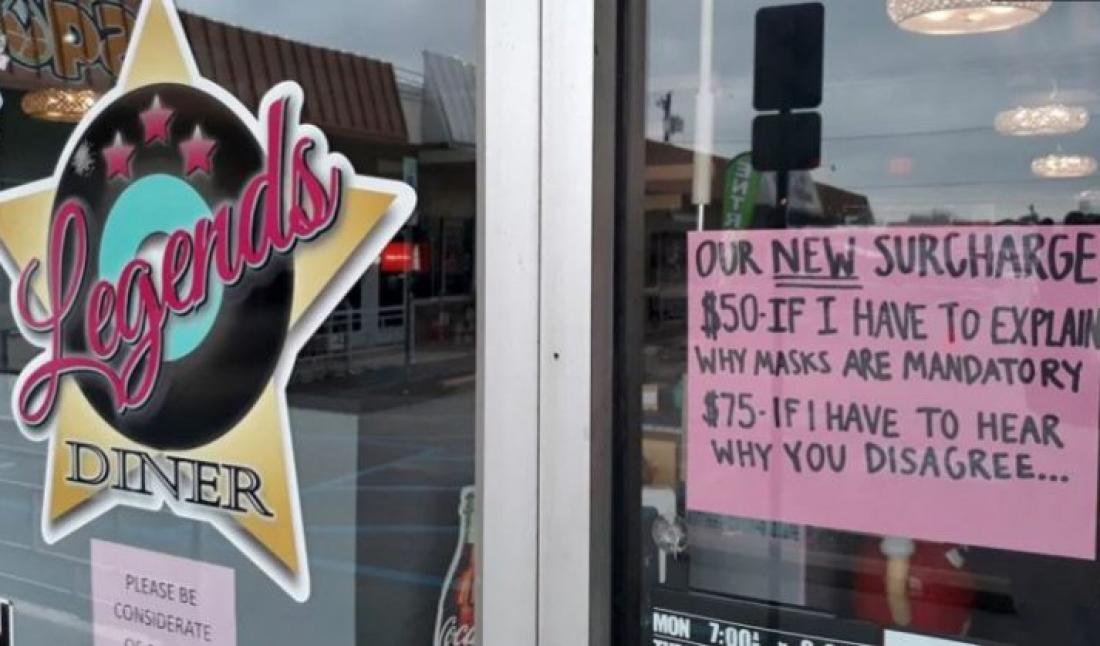 Legends
DINER
PLEASE BE
CONSIDERATE
OUR NEW SURCHARGE
$50-IF I HAVE TO EXPLAIN
WHY MASKS ARE MANDATORY
$75-IF I HAVE TO HEAR
WHY YOU DISAGREE...
MON 7:00